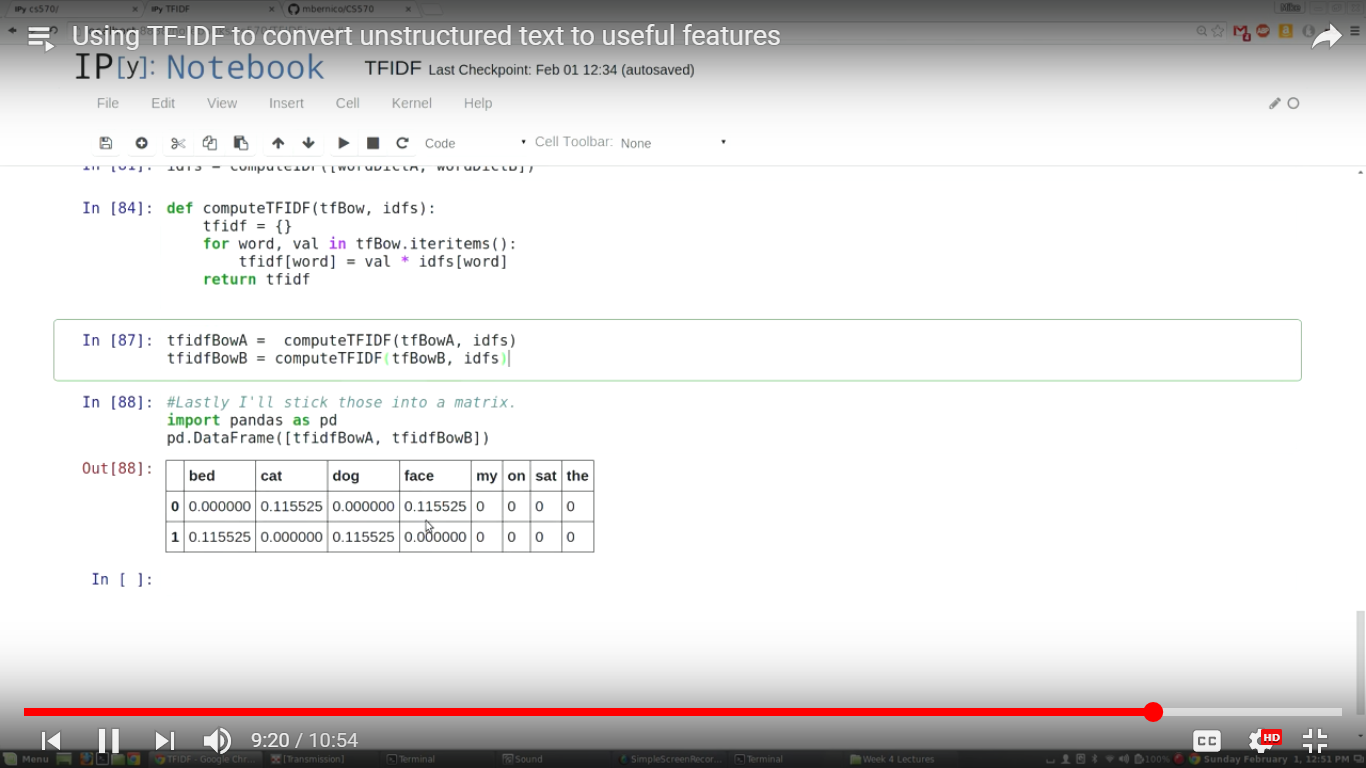 IPy cs570/ × IPy TFIDF × mbernico/CS570 ×
Using TF-IDF to convert unstructured text to useful features
IP[y]: Notebook TFIDF Last Checkpoint: Feb 01 12:34 (autosaved)
File Edit View Insert Cell Kernel Help
Code Cell Toolbar: None
In [81]: idfs = computeIDF([wordDictA, wordDictB])
In [84]: def computeTFIDF(tfBow, idfs):
tfidf = {}
for word, val in tfBow.iteritems():
tfidf[word] = val * idfs[word]
return tfidf
In [87]: tfidfBowA =  computeTFIDF(tfBowA, idfs)
tfidfBowB = computeTFIDF(tfBowB, idfs)
In [88]: #Lastly I'll stick those into a matrix.
import pandas as pd
pd.DataFrame([tfidfBowA, tfidfBowB])
Out[88]:
bed cat dog face my on sat the
0 0.000000 0.115525 0.000000 0.115525 0 0 0 0
1 0.115525 0.000000 0.115525 0.000000 0 0 0 0
In [ ]:
9:20 / 10:54 CC HD
Menu TFIDF - Google Chr... [Transmission] Terminal Sound SimpleScreenRecor... Terminal Week 4 Lectures 100% Sunday February 1, 12:51 PM